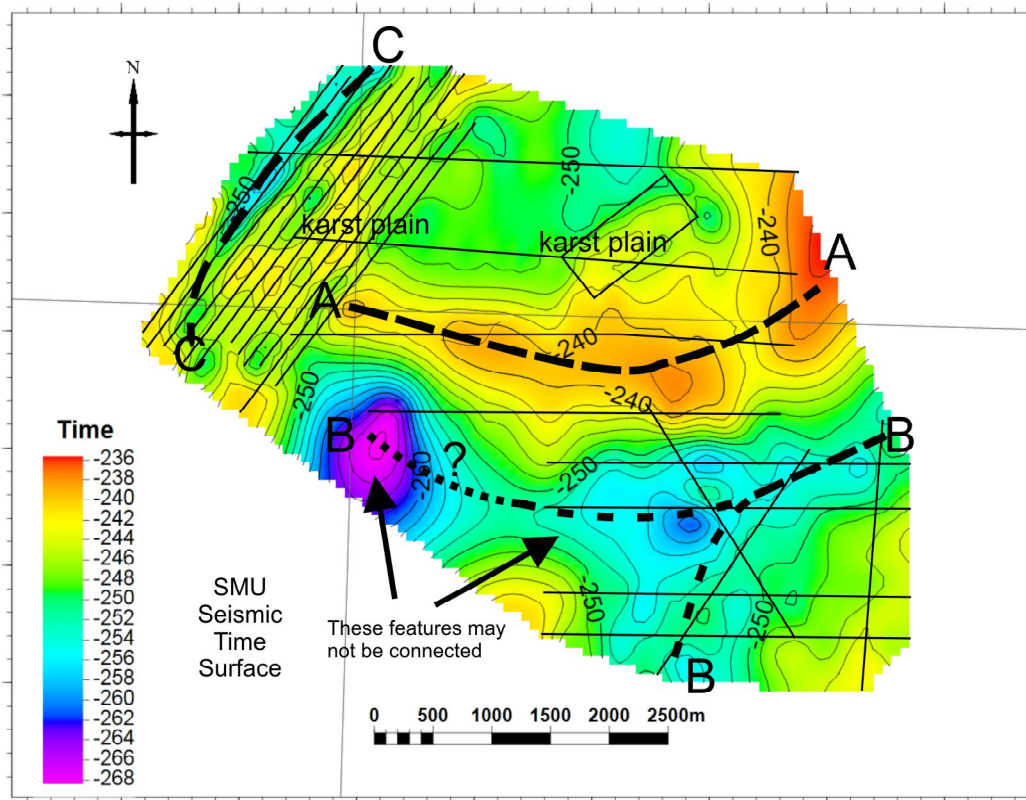 C
N
-250
-250
karst plain
karst plain
-240
A
A
-240
C
-250
-240
B
B
?
-260
-250
Time
-236
-238
-240
-242
-244
-246
-248
-250
-252
-254
-256
-258
-260
-262
-264
-266
-268
SMU
Seismic
Time
Surface
These features may
not be connected
-250
-250
B
0 500 1000 1500 2000 2500m